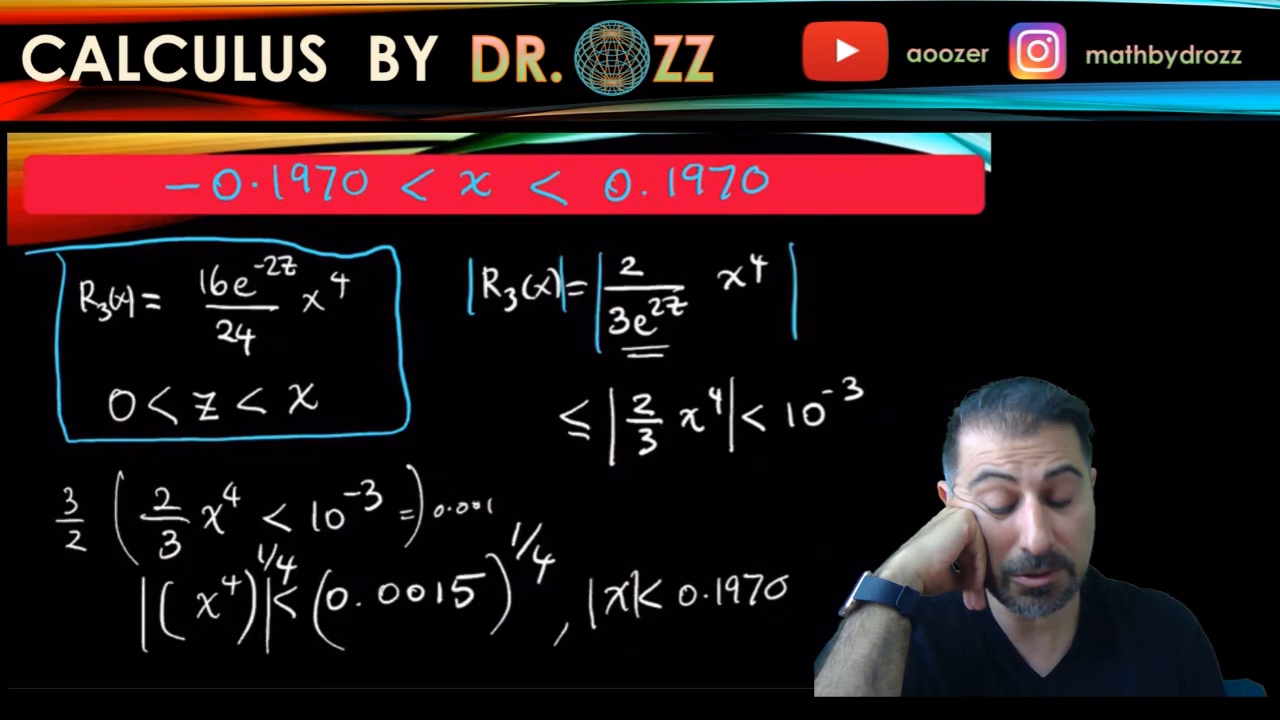 CALCULUS BY DR. ZZ
aoozer
mathbydrozz
-0.1970 < x < 0.1970
R₃(x) = 16e^{-2z}/24 x⁴
0 < z < x
|R₃(x)| = |2/(3e^{2z}) x⁴|
≤ |2/3 x⁴| < 10⁻³
3/2 (2/3 x⁴ < 10⁻³ =) 0.001
|(x⁴)|^{1/4} < (0.0015)^{1/4}, |x| < 0.1970